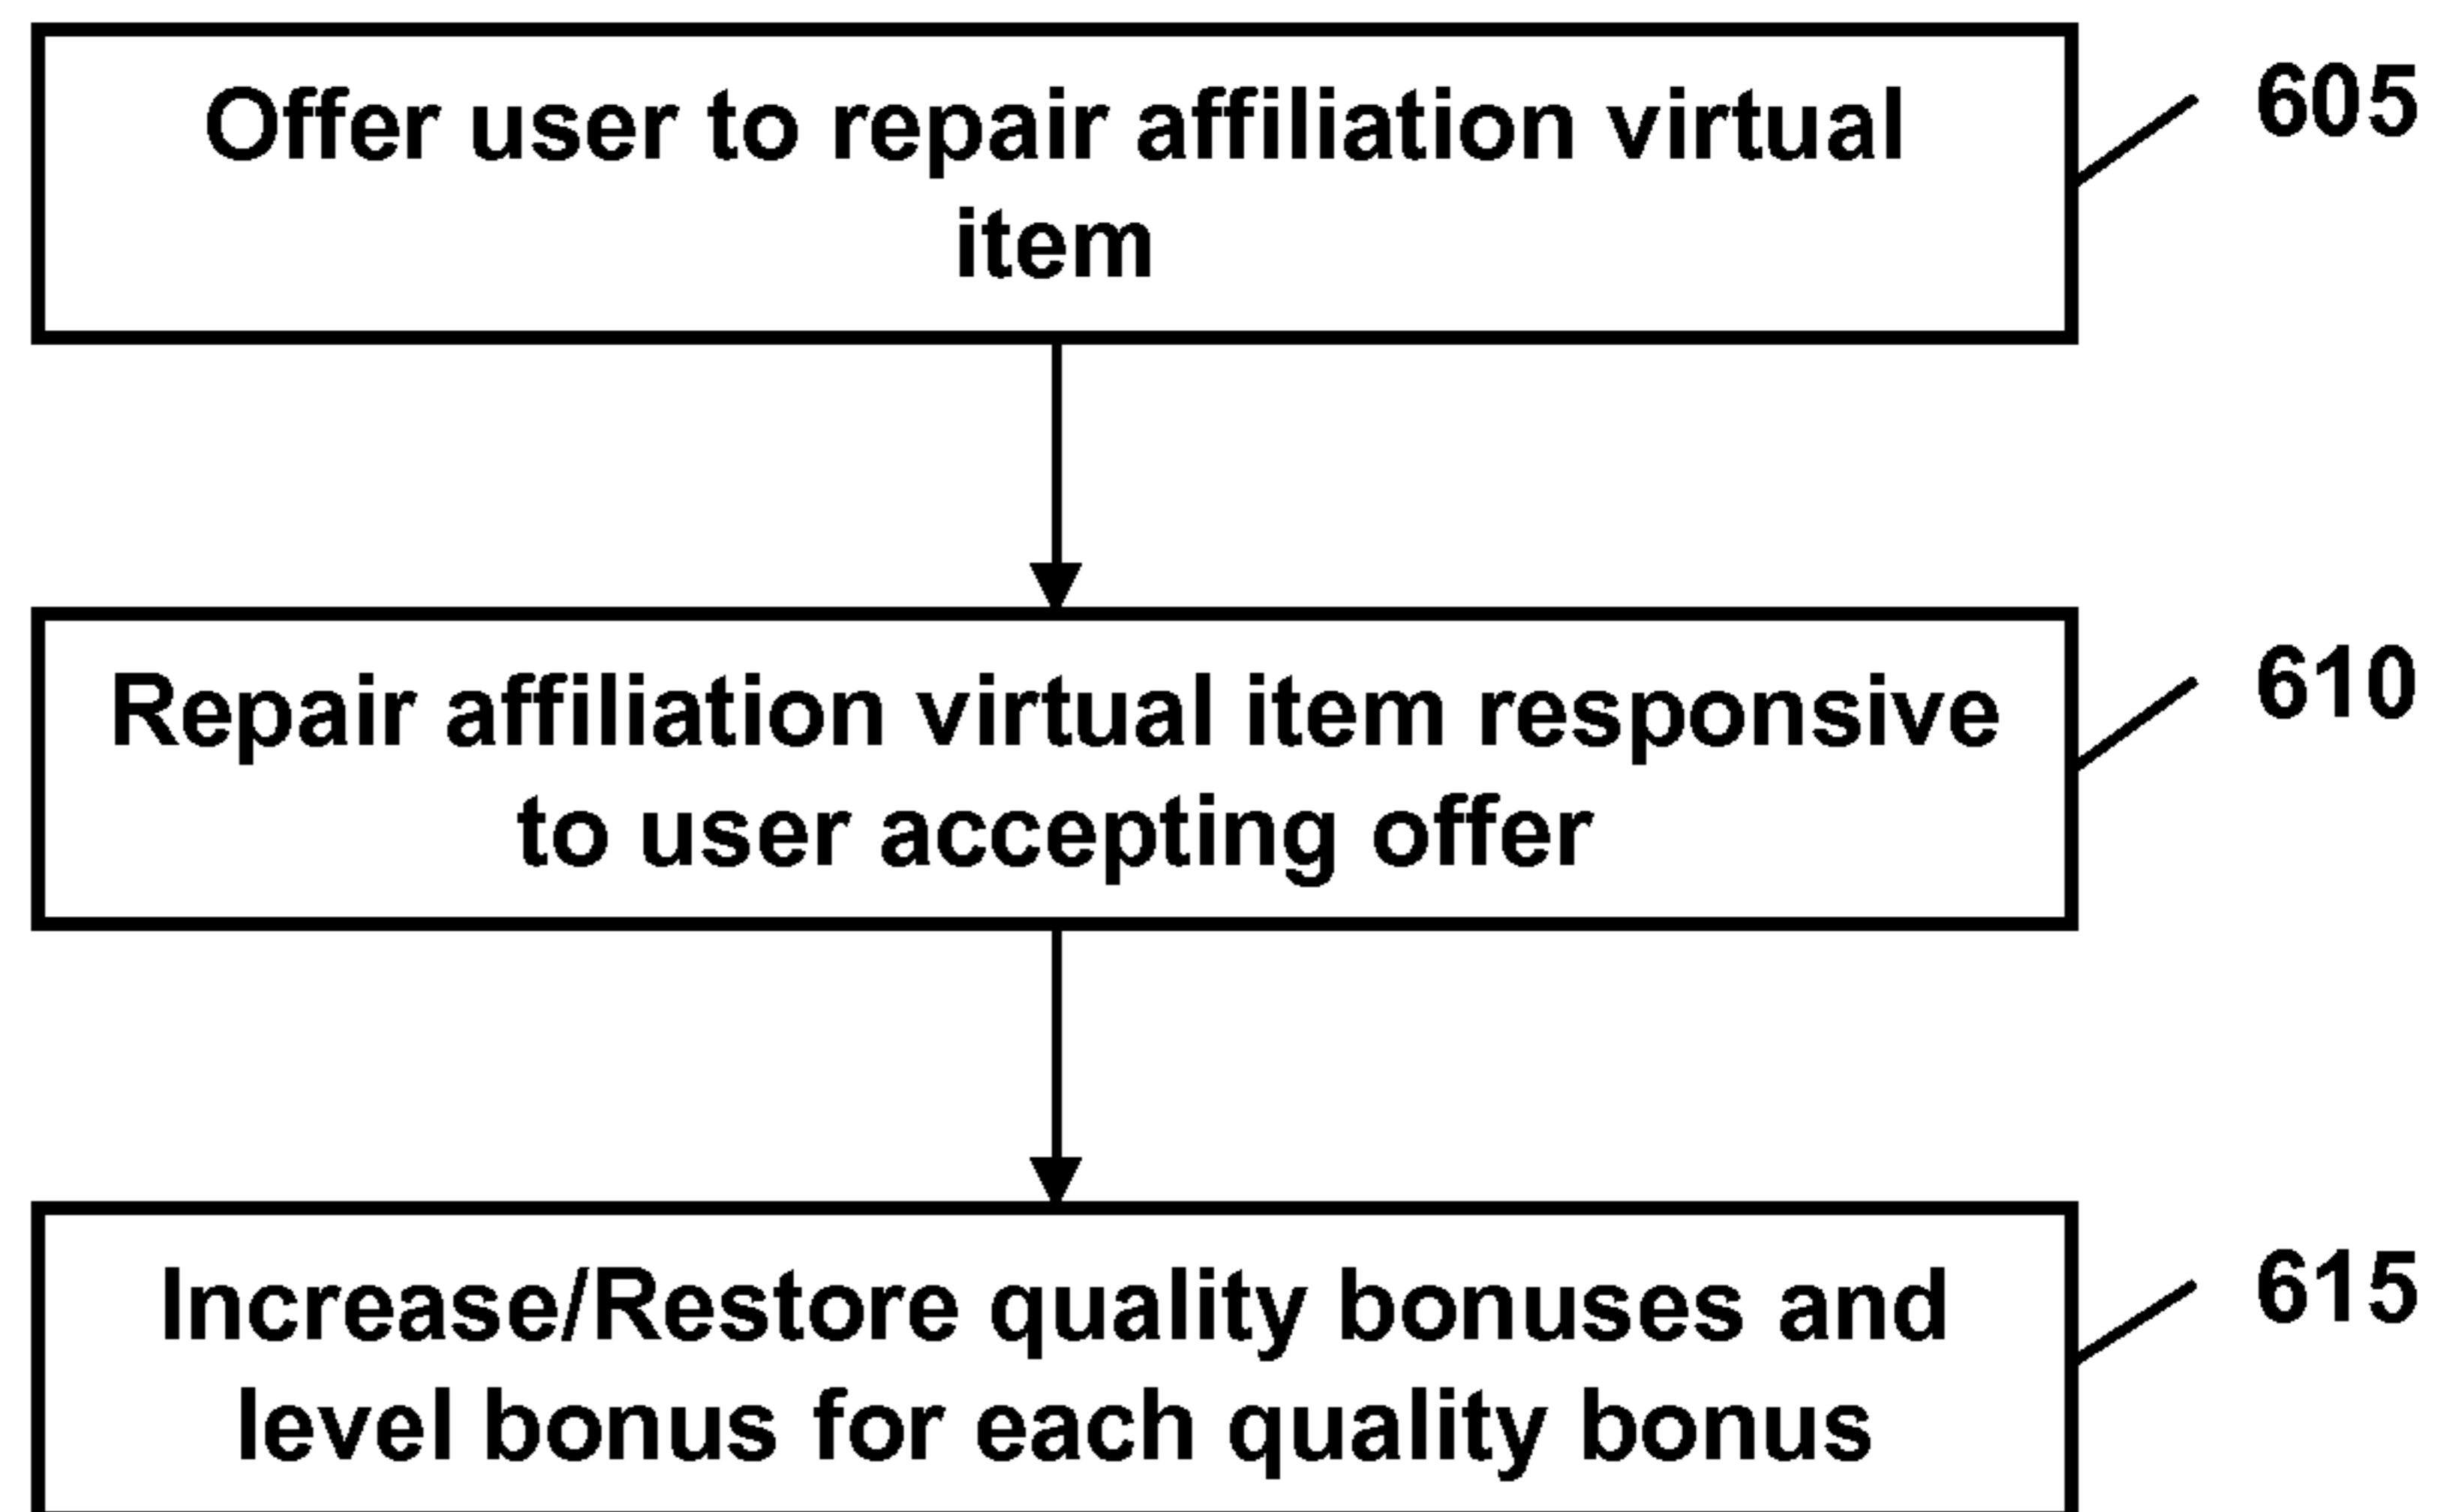 Offer user to repair affiliation virtual
item
605
Repair affiliation virtual item responsive
to user accepting offer
610
Increase/Restore quality bonuses and
level bonus for each quality bonus
615